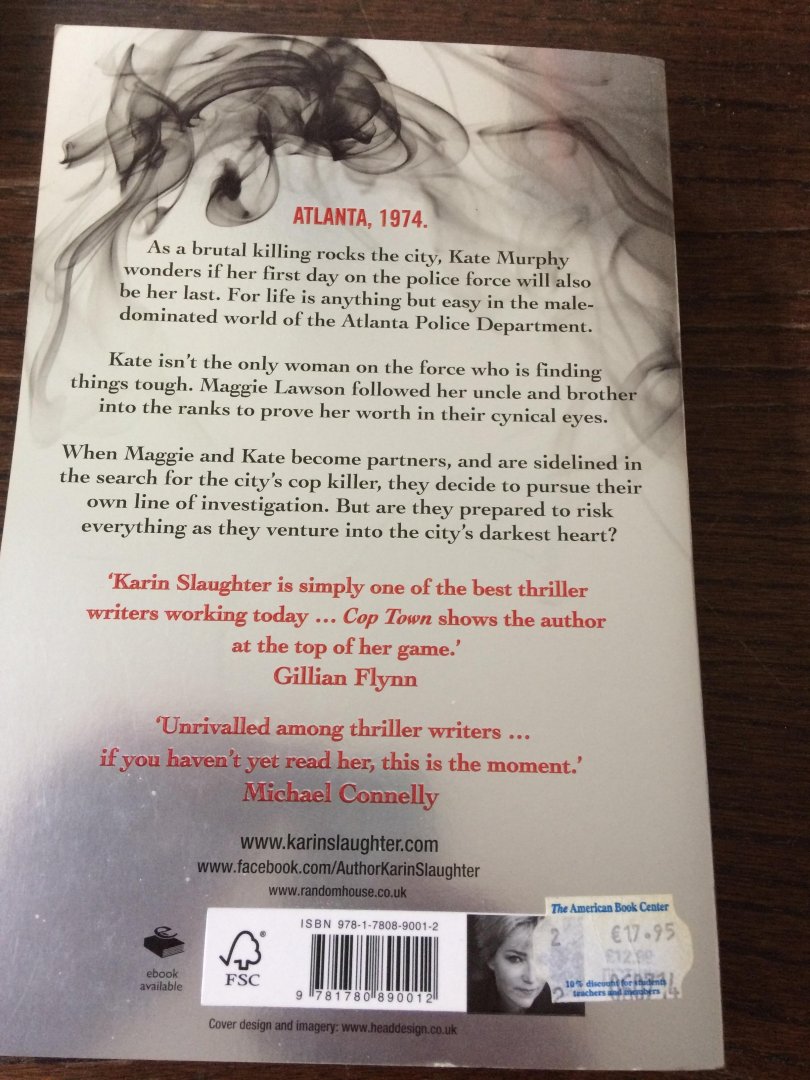 ATLANTA, 1974.
As a brutal killing rocks the city, Kate Murphy
wonders if her first day on the police force will also
be her last. For life is anything but easy in the male-
dominated world of the Atlanta Police Department.
Kate isn't the only woman on the force who is finding
things tough. Maggie Lawson followed her uncle and brother
into the ranks to prove her worth in their cynical eyes.
When Maggie and Kate become partners, and are sidelined in
the search for the city's cop killer, they decide to pursue their
own line of investigation. But are they prepared to risk
everything as they venture into the city's darkest heart?
'Karin Slaughter is simply one of the best thriller
writers working today ... Cop Town shows the author
at the top of her game.'
Gillian Flynn
'Unrivalled among thriller writers ...
if you haven't yet read her, this is the moment.'
Michael Connelly
www.karinslaughter.com
www.facebook.com/AuthorKarinSlaughter
www.randomhouse.co.uk
ebook
available
FSC
ISBN 978-1-7808-9001-2
9 781780 890012
The American Book Center
2 €17.95
10% discount for students
teachers and members
Cover design and imagery: www.headdesign.co.uk